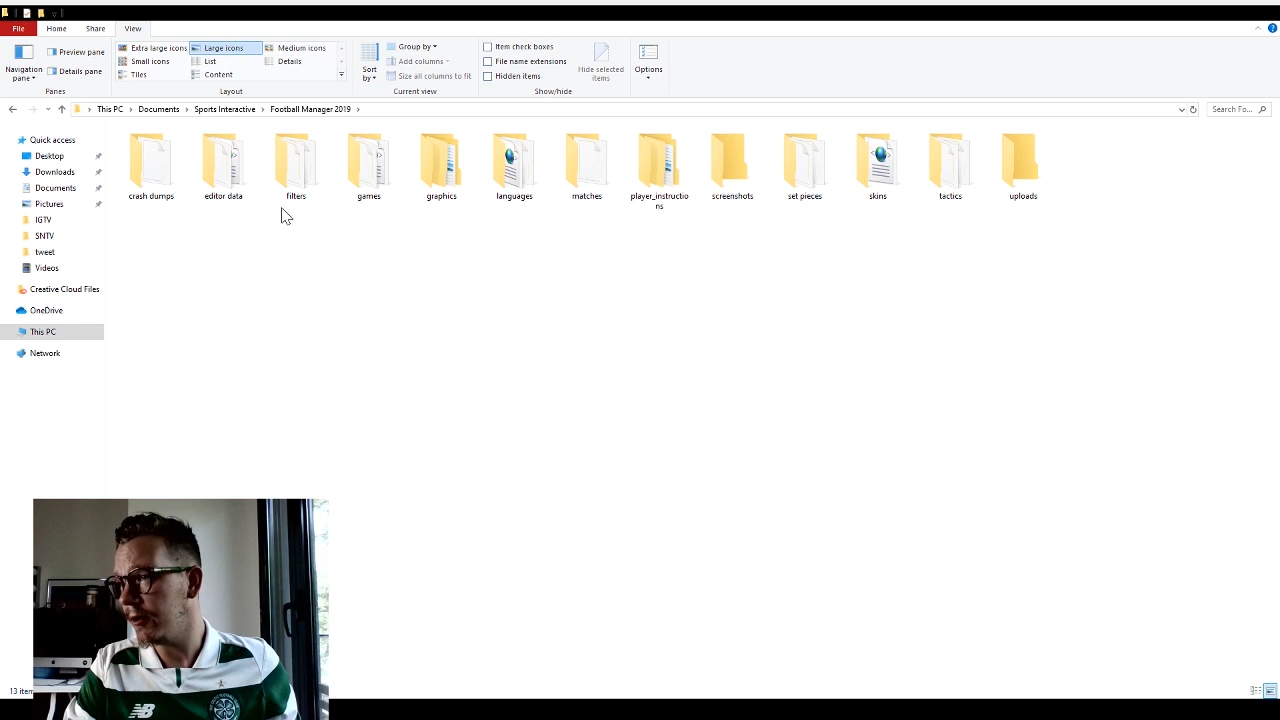 File Home Share View
Navigation pane
Preview pane
Details pane
Panes
Extra large icons Large icons Medium icons
Small icons List Details
Tiles Content
Layout
Sort by
Group by
Add columns
Size all columns to fit
Current view
Item check boxes
File name extensions
Hidden items
Hide selected items
Show/hide
Options
This PC Documents Sports Interactive Football Manager 2019
Search Fo...
Quick access
Desktop
Downloads
Documents
Pictures
IGTV
SNTV
tweet
Videos
Creative Cloud Files
OneDrive
This PC
Network
crash dumps editor data filters games graphics languages matches player_instructio screenshots set pieces skins tactics uploads
ns
13 item